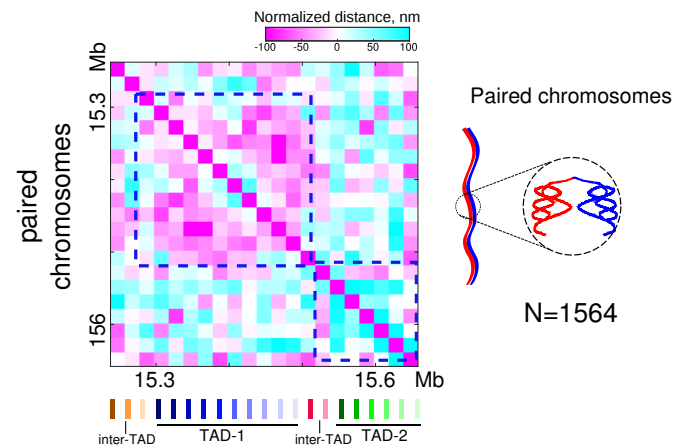 Normalized distance, nm
-100 -50 0 50 100
Mb
15.3
156
paired
chromosomes
15.3 15.6 Mb
inter-TAD TAD-1 inter-TAD TAD-2
Paired chromosomes
N=1564